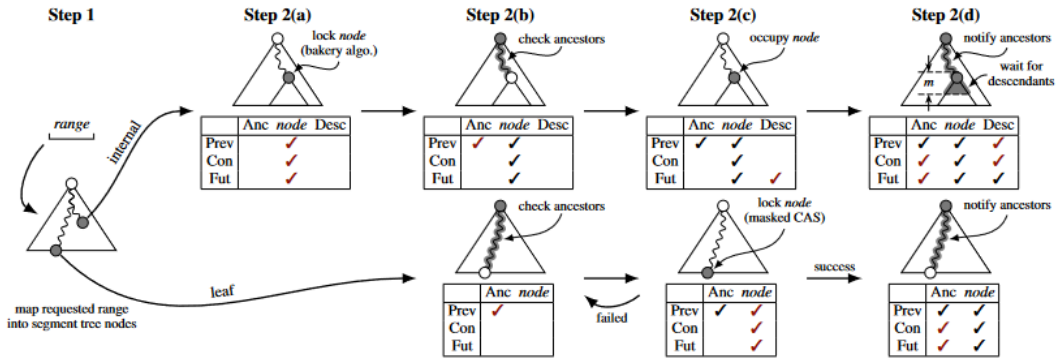 Step 1
Step 2(a)
Step 2(b)
Step 2(c)
Step 2(d)
range
internal
leaf
map requested range
into segment tree nodes
lock node
(bakery algo.)
Anc node Desc
Prev ✓
Con ✓
Fut ✓
check ancestors
Anc node Desc
Prev ✓ ✓
Con ✓
Fut ✓
occupy node
Anc node Desc
Prev ✓ ✓
Con ✓
Fut ✓ ✓
notify ancestors
wait for
descendants
m
Anc node Desc
Prev ✓ ✓ ✓
Con ✓ ✓ ✓
Fut ✓ ✓ ✓
check ancestors
Anc node
Prev ✓
Con
Fut
failed
lock node
(masked CAS)
Anc node
Prev ✓ ✓
Con ✓
Fut ✓
success
notify ancestors
Anc node
Prev ✓ ✓
Con ✓ ✓
Fut ✓ ✓